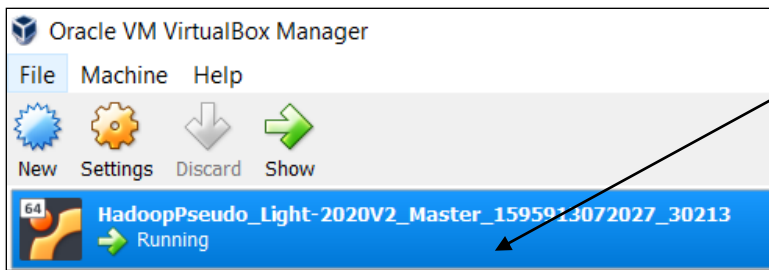 Oracle VM VirtualBox Manager
File Machine Help
New Settings Discard Show
64
HadoopPseudo_Light-2020V2_Master_1595913072027_30213
Running